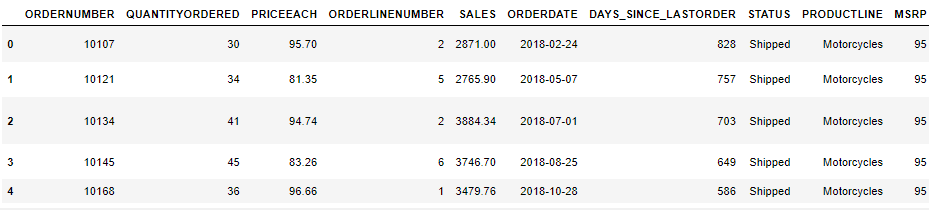 ORDERNUMBER QUANTITYORDERED PRICEEACH ORDERLINENUMBER SALES ORDERDATE DAYS_SINCE_LASTORDER STATUS PRODUCTLINE MSRP
0 10107 30 95.70 2 2871.00 2018-02-24 828 Shipped Motorcycles 95
1 10121 34 81.35 5 2765.90 2018-05-07 757 Shipped Motorcycles 95
2 10134 41 94.74 2 3884.34 2018-07-01 703 Shipped Motorcycles 95
3 10145 45 83.26 6 3746.70 2018-08-25 649 Shipped Motorcycles 95
4 10168 36 96.66 1 3479.76 2018-10-28 586 Shipped Motorcycles 95